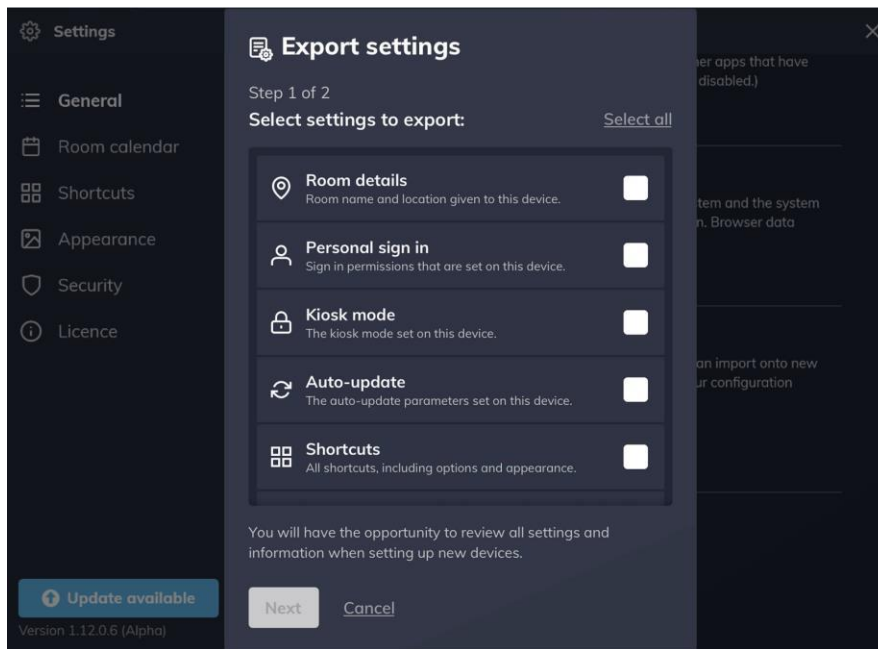 Settings
General
Room calendar
Shortcuts
Appearance
Security
Licence
Update available
Version 1.12.0.6 (Alpha)
Export settings
Step 1 of 2
Select settings to export:
Select all
Room details
Room name and location given to this device.
Personal sign in
Sign in permissions that are set on this device.
Kiosk mode
The kiosk mode set on this device.
Auto-update
The auto-update parameters set on this device.
Shortcuts
All shortcuts, including options and appearance.
You will have the opportunity to review all settings and
information when setting up new devices.
Next
Cancel
er apps that have
disabled.)
tem and the system
n. Browser data
an import onto new
ur configuration